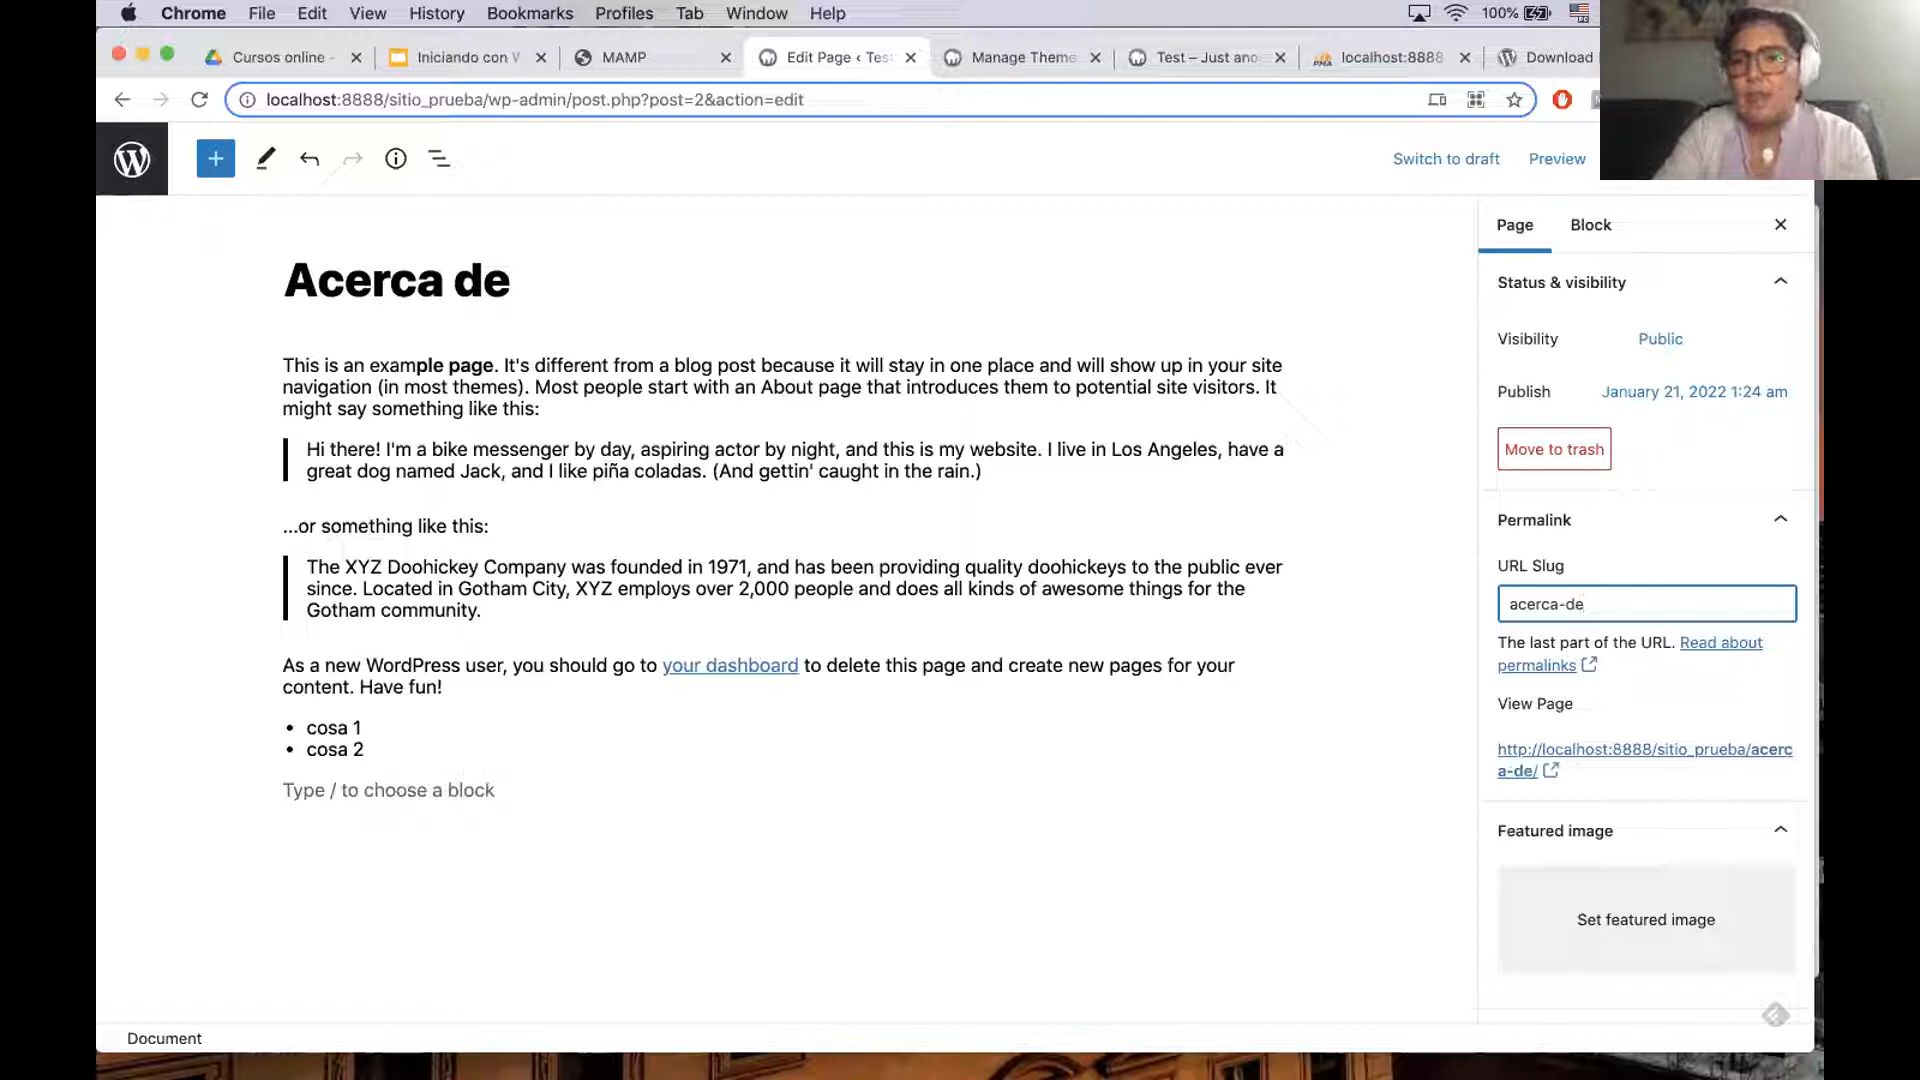 Chrome File Edit View History Bookmarks Profiles Tab Window Help 100%
Cursos online - Iniciando con MAMP Edit Page ‹ Tes Manage Theme Test – Just ano localhost:8888 Download
localhost:8888/sitio_prueba/wp-admin/post.php?post=2&action=edit
Switch to draft Preview
Page Block
Acerca de
Status & visibility
Visibility Public
Publish January 21, 2022 1:24 am
Move to trash
This is an example page. It's different from a blog post because it will stay in one place and will show up in your site
navigation (in most themes). Most people start with an About page that introduces them to potential site visitors. It
might say something like this:
Hi there! I'm a bike messenger by day, aspiring actor by night, and this is my website. I live in Los Angeles, have a
great dog named Jack, and I like piña coladas. (And gettin' caught in the rain.)
...or something like this:
The XYZ Doohickey Company was founded in 1971, and has been providing quality doohickeys to the public ever
since. Located in Gotham City, XYZ employs over 2,000 people and does all kinds of awesome things for the
Gotham community.
As a new WordPress user, you should go to your dashboard to delete this page and create new pages for your
content. Have fun!
• cosa 1
• cosa 2
Type / to choose a block
Permalink
URL Slug
acerca-de
The last part of the URL. Read about
permalinks
View Page
http://localhost:8888/sitio_prueba/acerc
a-de/
Featured image
Set featured image
Document